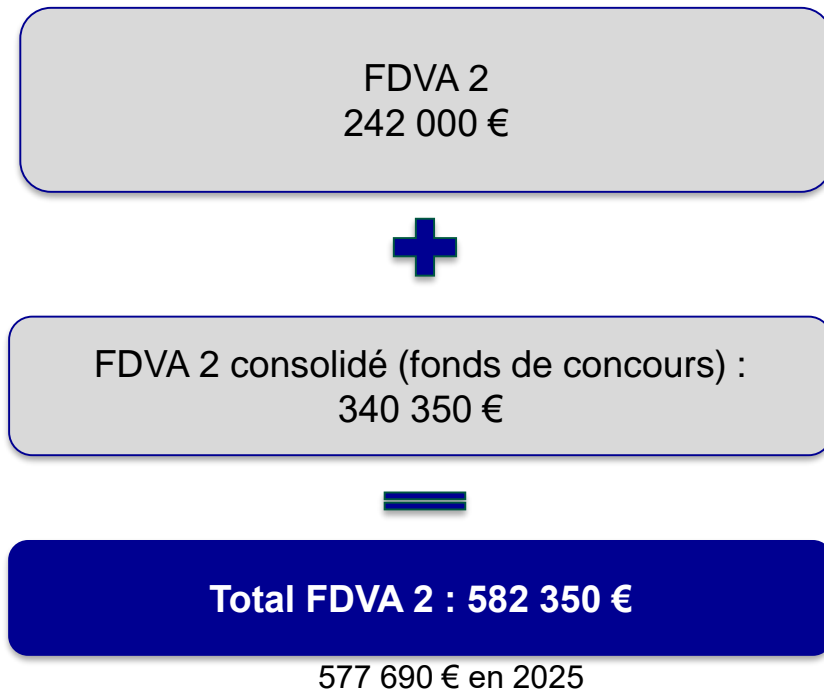 FDVA 2
242 000 €
FDVA 2 consolidé (fonds de concours) :
340 350 €
Total FDVA 2 : 582 350 €
577 690 € en 2025